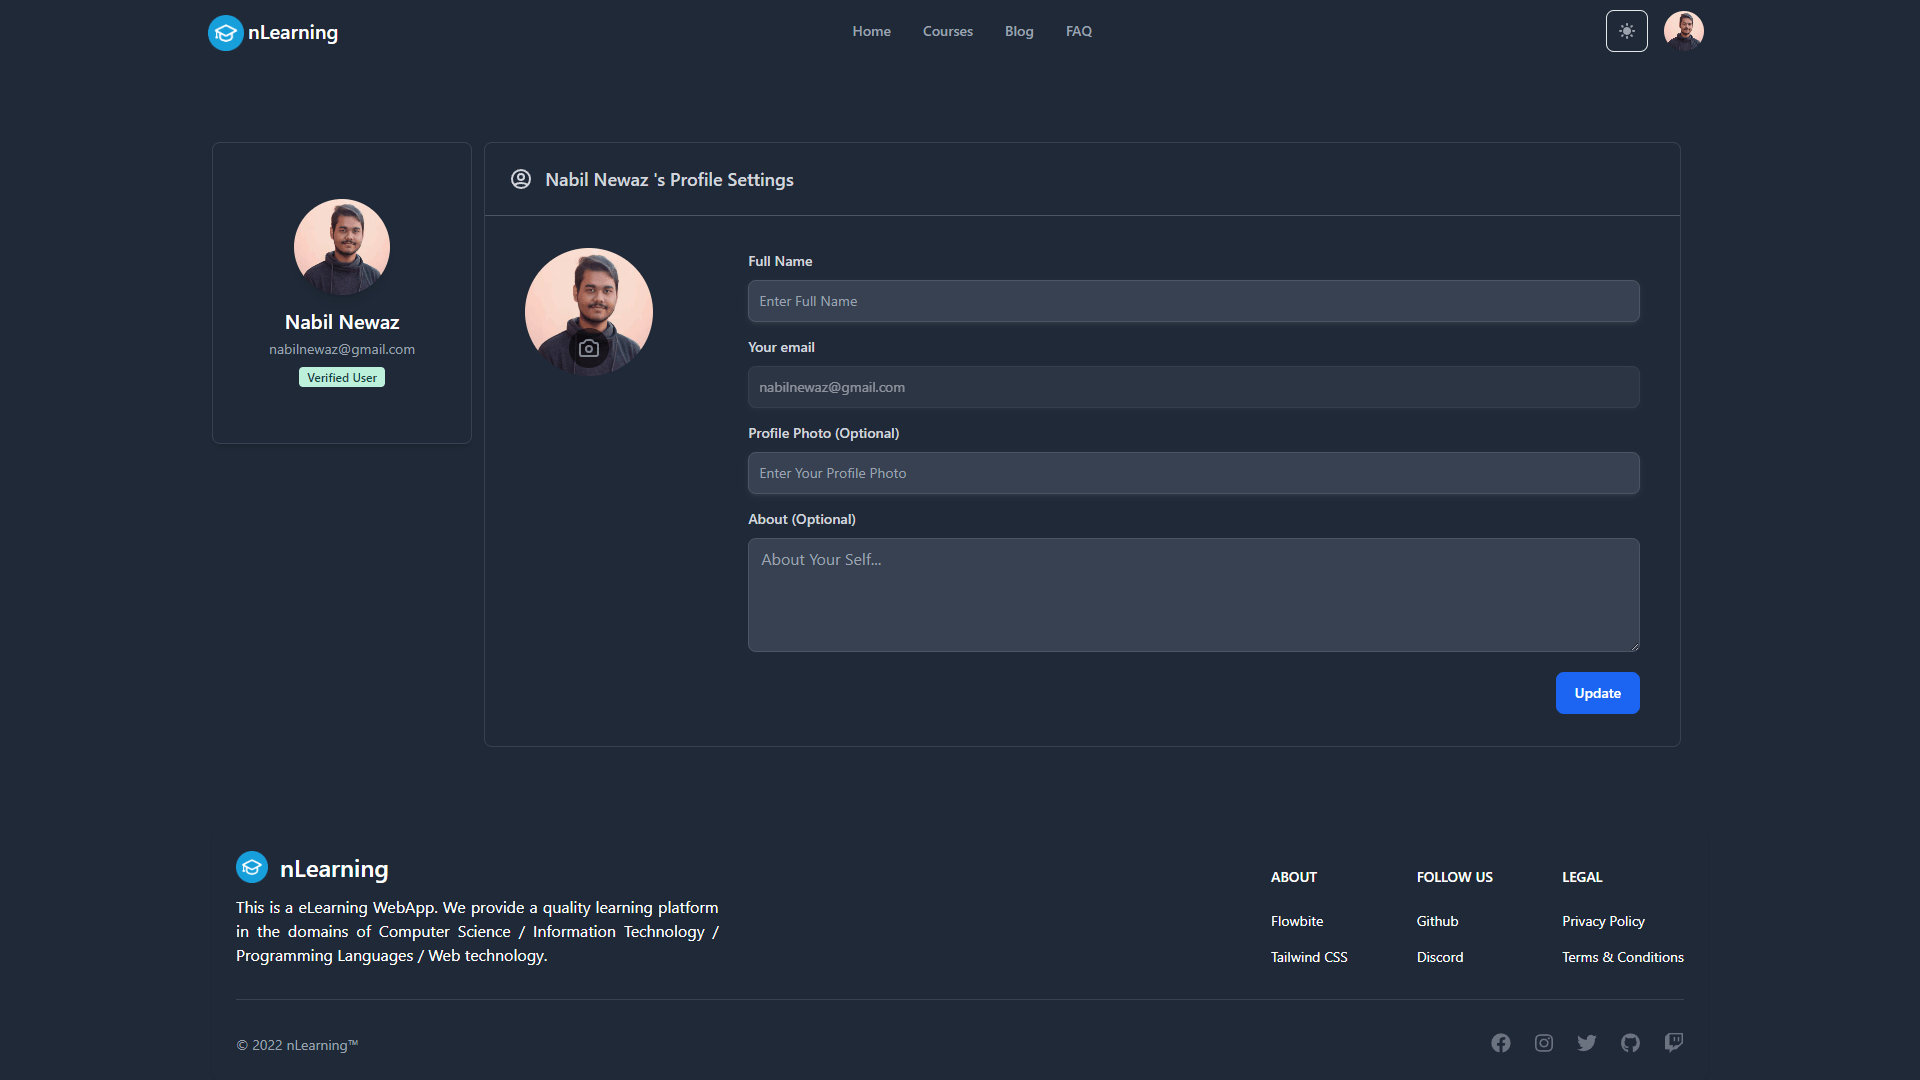 nLearning
Home
Courses
Blog
FAQ
Nabil Newaz
nabilnewaz@gmail.com
Verified User
Nabil Newaz 's Profile Settings
Full Name
Enter Full Name
Your email
nabilnewaz@gmail.com
Profile Photo (Optional)
Enter Your Profile Photo
About (Optional)
About Your Self...
Update
nLearning
This is a eLearning WebApp. We provide a quality learning platform
in the domains of Computer Science / Information Technology /
Programming Languages / Web technology.
ABOUT
Flowbite
Tailwind CSS
FOLLOW US
Github
Discord
LEGAL
Privacy Policy
Terms & Conditions
© 2022 nLearning™